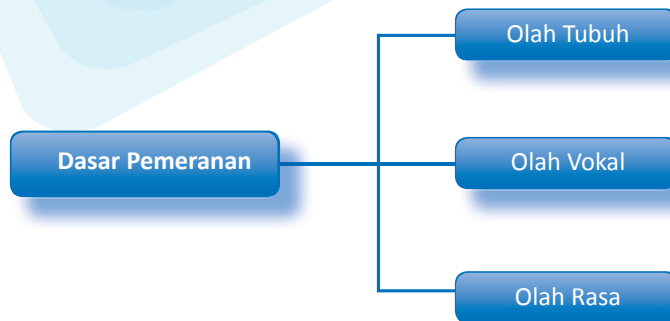 Olah Tubuh
Dasar Pemeranan
Olah Vokal
Olah Rasa